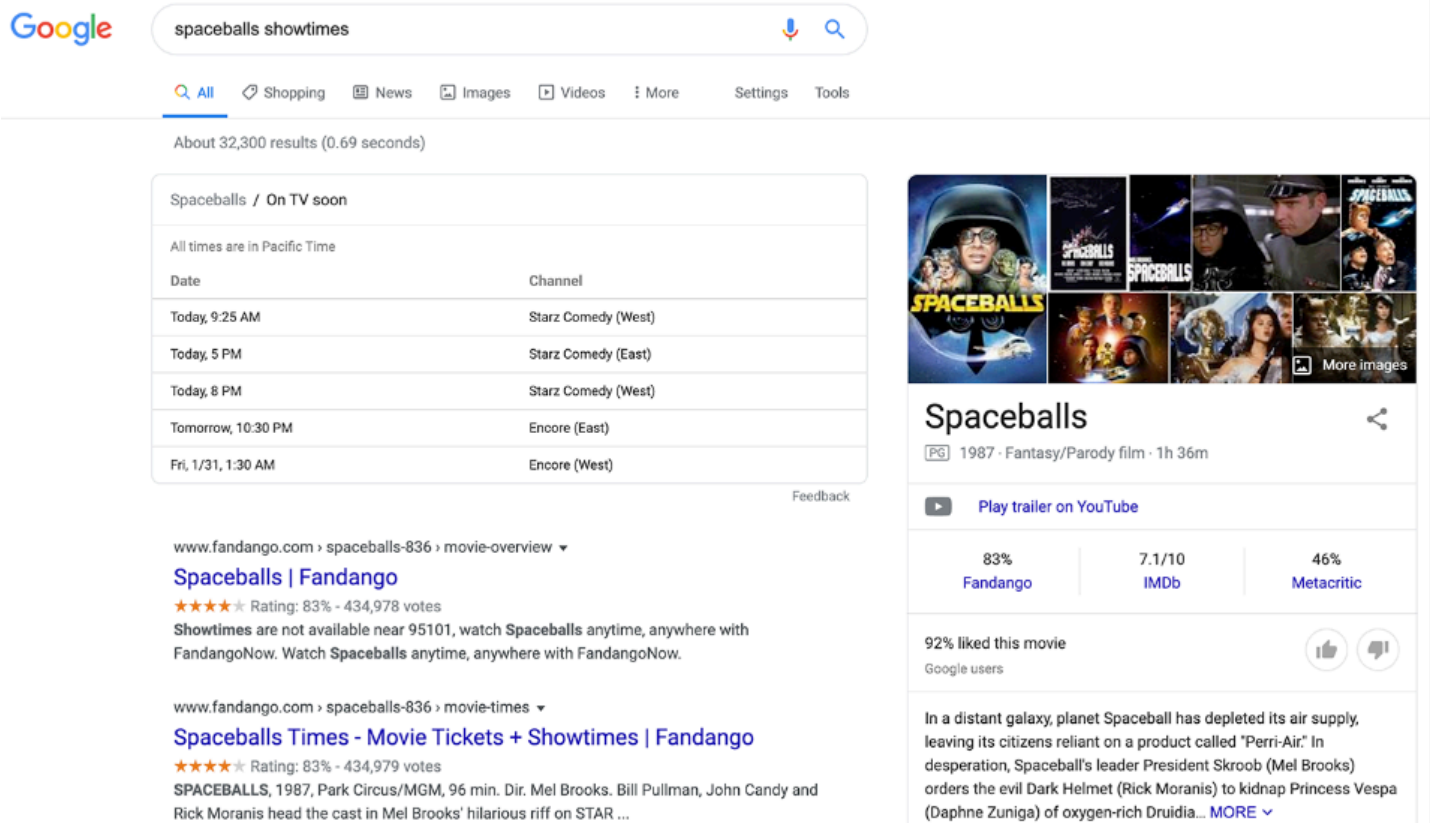 Google
spaceballs showtimes
All Shopping News Images Videos More Settings Tools
About 32,300 results (0.69 seconds)
Spaceballs / On TV soon
All times are in Pacific Time
Date Channel
Today, 9:25 AM Starz Comedy (West)
Today, 5 PM Starz Comedy (East)
Today, 8 PM Starz Comedy (West)
Tomorrow, 10:30 PM Encore (East)
Fri, 1/31, 1:30 AM Encore (West)
Feedback
www.fandango.com › spaceballs-836 › movie-overview
Spaceballs | Fandango
Rating: 83% - 434,978 votes
Showtimes are not available near 95101, watch Spaceballs anytime, anywhere with
FandangoNow. Watch Spaceballs anytime, anywhere with FandangoNow.
www.fandango.com › spaceballs-836 › movie-times
Spaceballs Times - Movie Tickets + Showtimes | Fandango
Rating: 83% - 434,979 votes
SPACEBALLS, 1987, Park Circus/MGM, 96 min. Dir. Mel Brooks. Bill Pullman, John Candy and
Rick Moranis head the cast in Mel Brooks' hilarious riff on STAR ...
SPACEBALLS
SPACEBALLS
SPACEBALLS
SPACEBALLS
More images
Spaceballs
PG 1987 · Fantasy/Parody film · 1h 36m
Play trailer on YouTube
83% 7.1/10 46%
Fandango IMDb Metacritic
92% liked this movie
Google users
In a distant galaxy, planet Spaceball has depleted its air supply,
leaving its citizens reliant on a product called "Perri-Air." In
desperation, Spaceball's leader President Skroob (Mel Brooks)
orders the evil Dark Helmet (Rick Moranis) to kidnap Princess Vespa
(Daphne Zuniga) of oxygen-rich Druidia... MORE